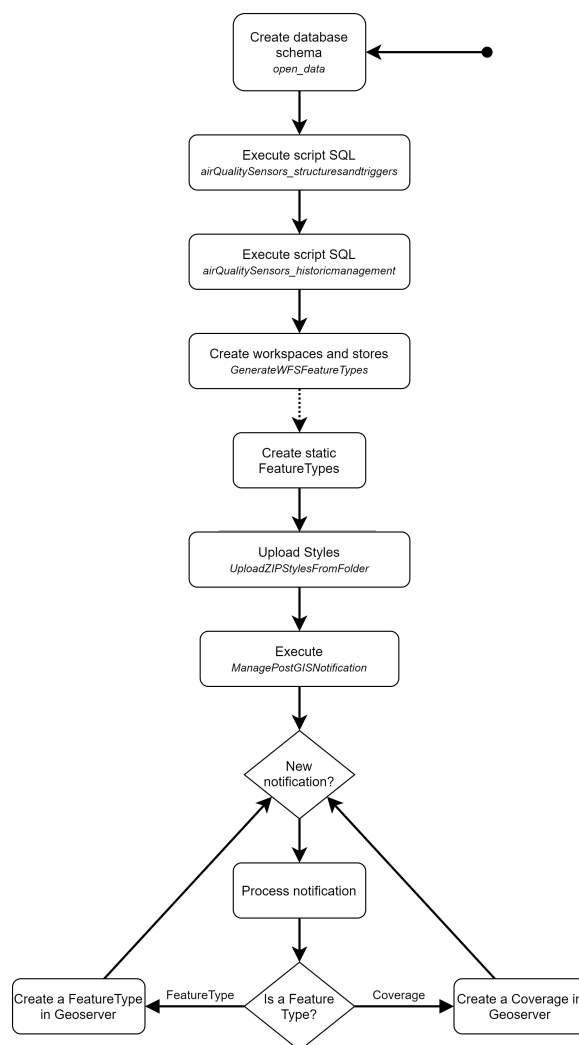 Create database
schema
open_data
Execute script SQL
airQualitySensors_structuresandtriggers
Execute script SQL
airQualitySensors_historicmanagement
Create workspaces and stores
GenerateWFSFeatureTypes
Create static
FeatureTypes
Upload Styles
UploadZIPStylesFromFolder
Execute
ManagePostGISNotification
New
notification?
Process notification
Create a FeatureType
in Geoserver
FeatureType
Is a Feature
Type?
Coverage
Create a Coverage in
Geoserver